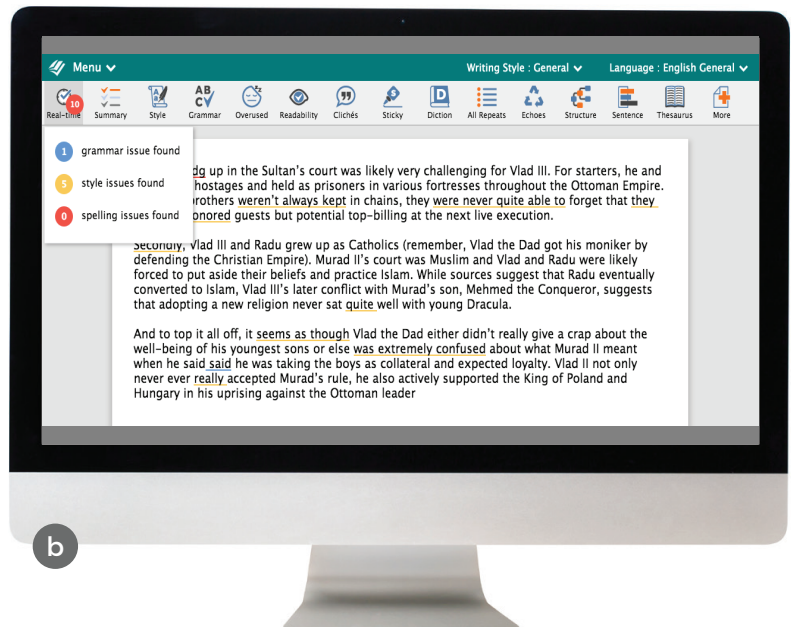 Menu Writing Style : General Language : English General
10
Real-time Summary Style Grammar Overused Readability Clichés Sticky Diction All Repeats Echoes Structure Sentence Thesaurus More
1 grammar issue found
5 style issues found
0 spelling issues found
dg up in the Sultan's court was likely very challenging for Vlad III. For starters, he and
hostages and held as prisoners in various fortresses throughout the Ottoman Empire.
brothers weren't always kept in chains, they were never quite able to forget that they
onored guests but potential top-billing at the next live execution.
Secondly, Vlad III and Radu grew up as Catholics (remember, Vlad the Dad got his moniker by
defending the Christian Empire). Murad II's court was Muslim and Vlad and Radu were likely
forced to put aside their beliefs and practice Islam. While sources suggest that Radu eventually
converted to Islam, Vlad III's later conflict with Murad's son, Mehmed the Conqueror, suggests
that adopting a new religion never sat quite well with young Dracula.
And to top it all off, it seems as though Vlad the Dad either didn't really give a crap about the
well-being of his youngest sons or else was extremely confused about what Murad II meant
when he said said he was taking the boys as collateral and expected loyalty. Vlad II not only
never ever really accepted Murad's rule, he also actively supported the King of Poland and
Hungary in his uprising against the Ottoman leader
b